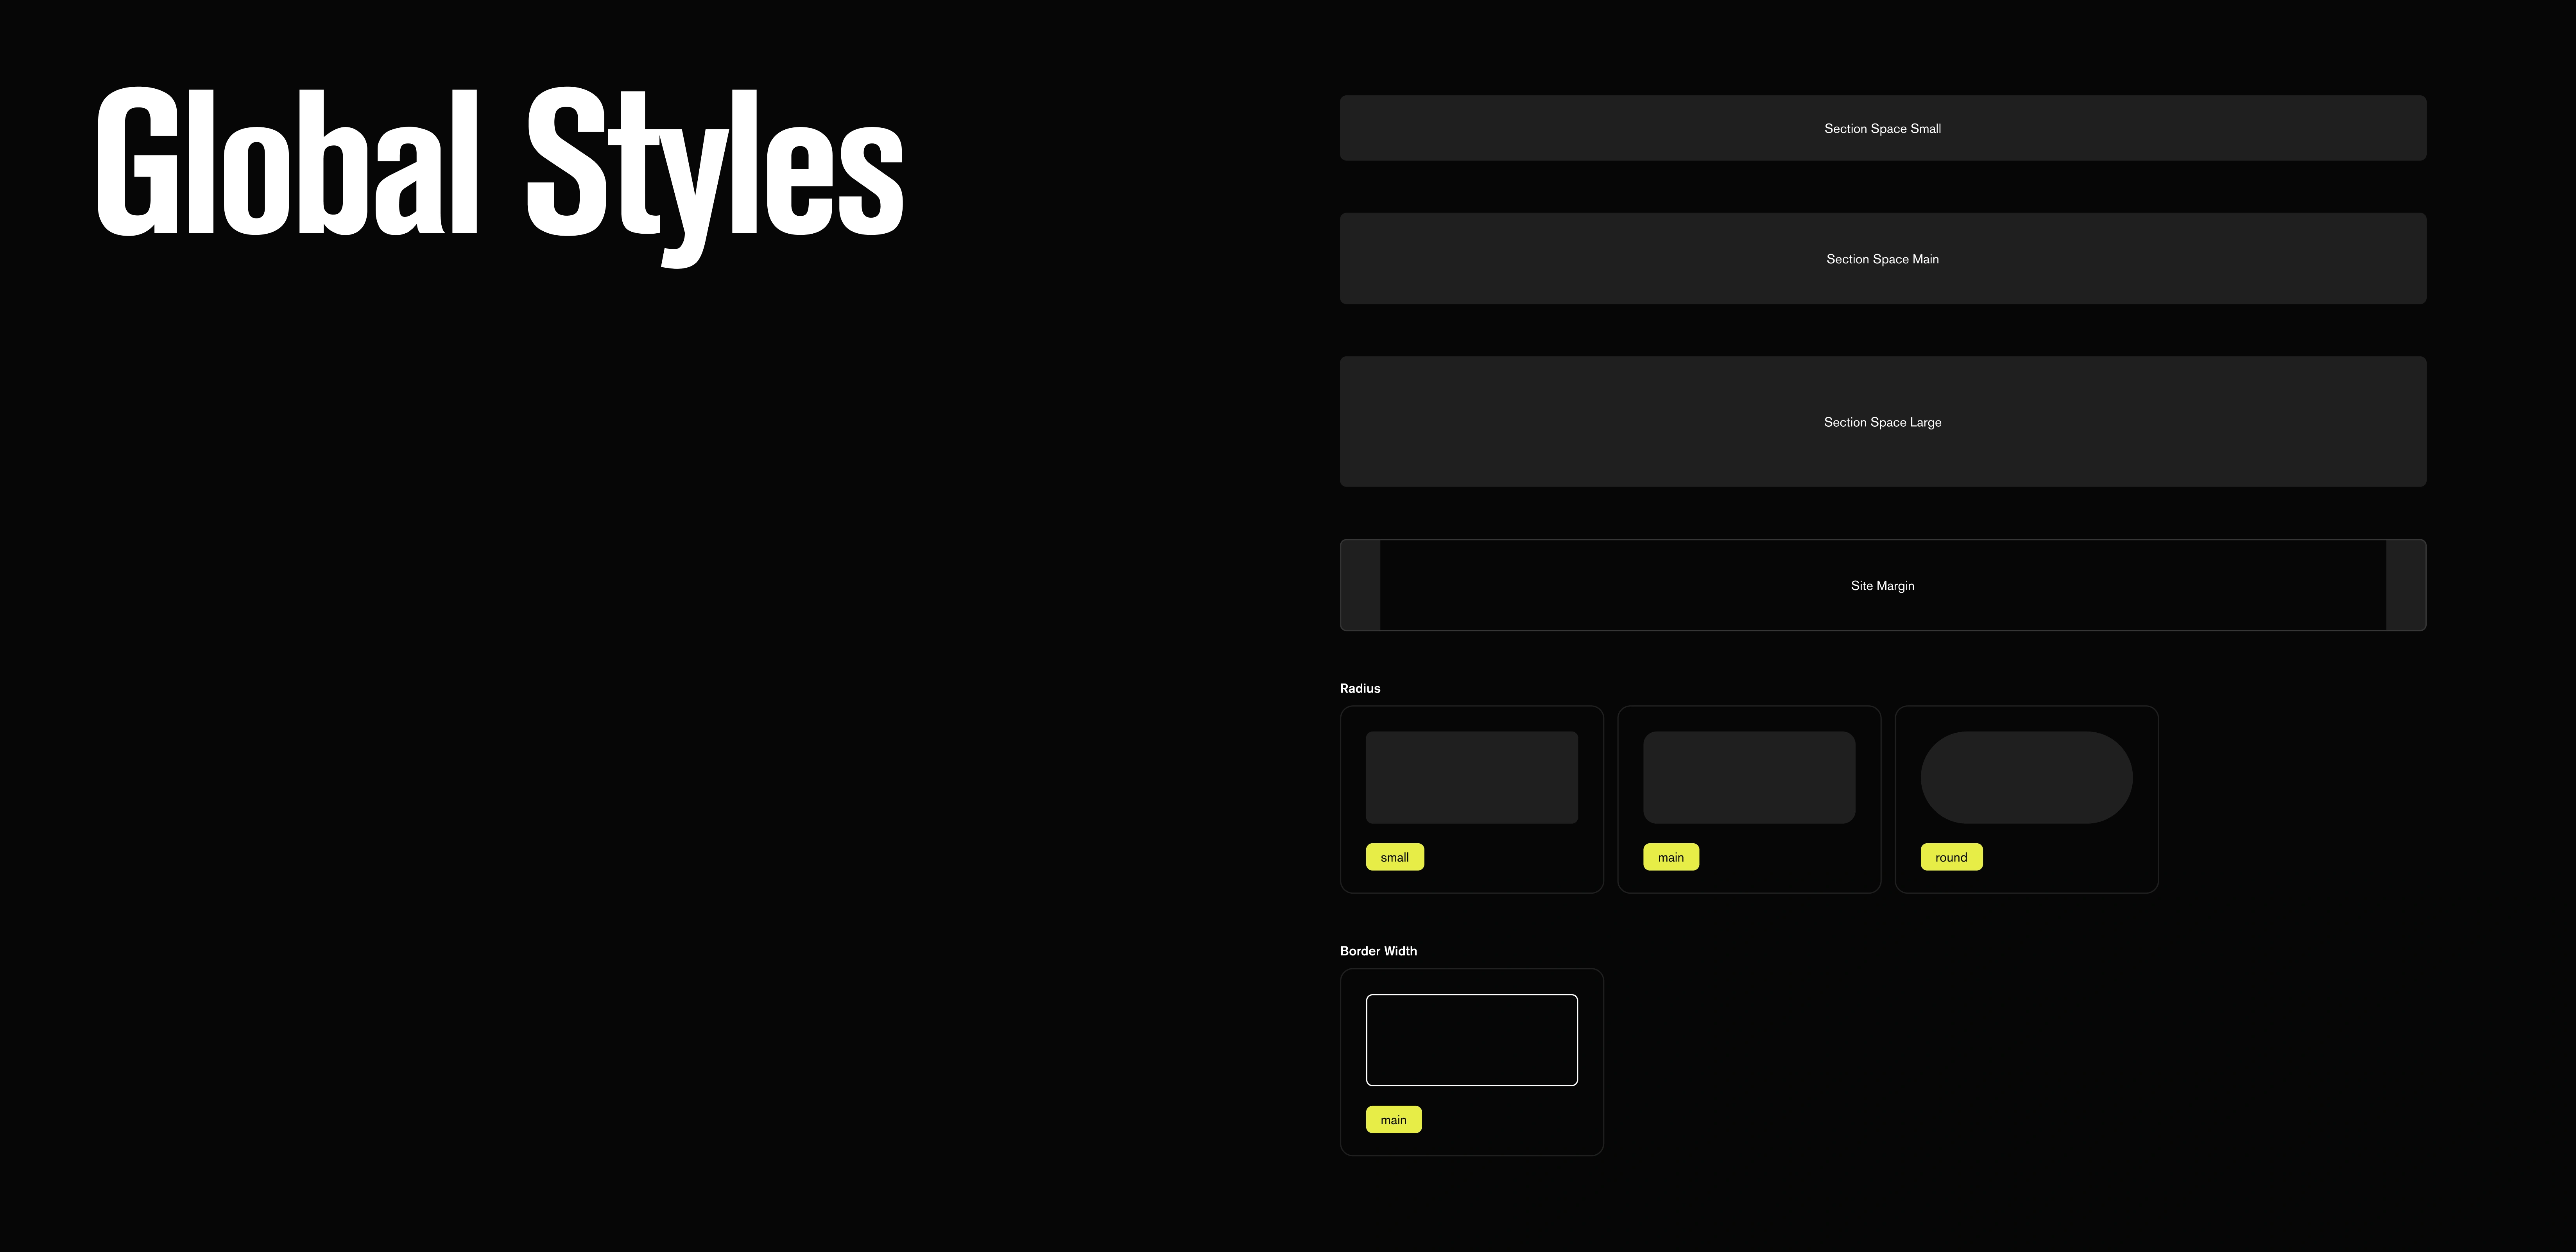 Global Styles
Section Space Small
Section Space Main
Section Space Large
Site Margin
Radius
small
main
round
Border Width
main